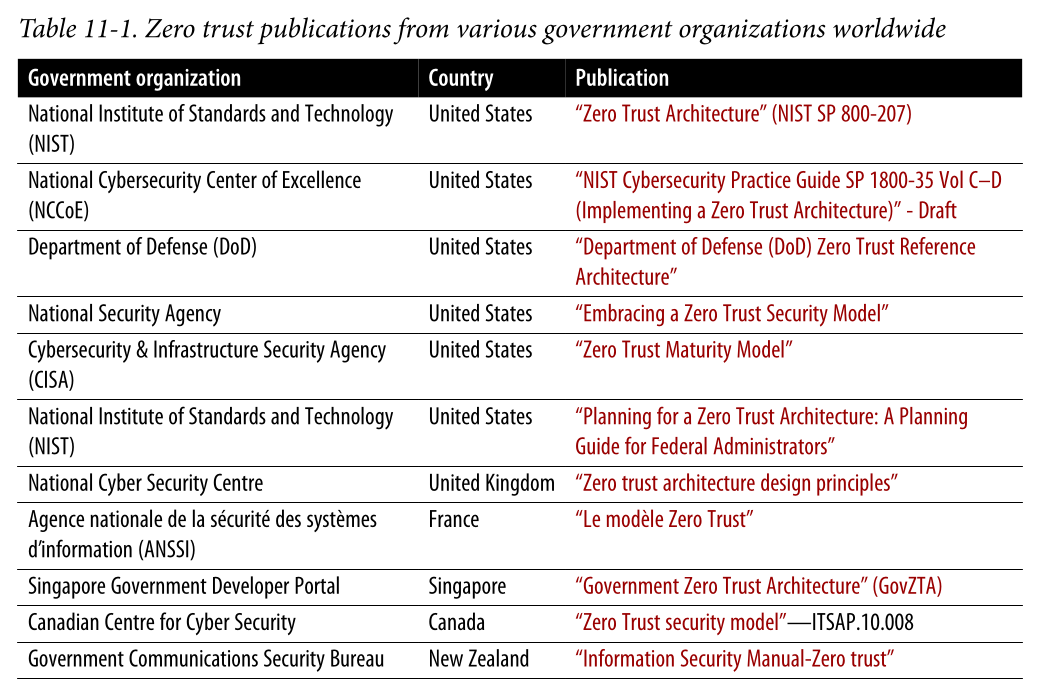 Table 11-1. Zero trust publications from various government organizations worldwide
Government organization Country Publication
National Institute of Standards and Technology United States “Zero Trust Architecture” (NIST SP 800-207)
(NIST)
National Cybersecurity Center of Excellence United States “NIST Cybersecurity Practice Guide SP 1800-35 Vol C–D
(NCCoE) (Implementing a Zero Trust Architecture)” - Draft
Department of Defense (DoD) United States “Department of Defense (DoD) Zero Trust Reference
Architecture”
National Security Agency United States “Embracing a Zero Trust Security Model”
Cybersecurity & Infrastructure Security Agency United States “Zero Trust Maturity Model”
(CISA)
National Institute of Standards and Technology United States “Planning for a Zero Trust Architecture: A Planning
(NIST) Guide for Federal Administrators”
National Cyber Security Centre United Kingdom “Zero trust architecture design principles”
Agence nationale de la sécurité des systèmes France “Le modèle Zero Trust”
d’information (ANSSI)
Singapore Government Developer Portal Singapore “Government Zero Trust Architecture” (GovZTA)
Canadian Centre for Cyber Security Canada “Zero Trust security model”—ITSAP.10.008
Government Communications Security Bureau New Zealand “Information Security Manual-Zero trust”